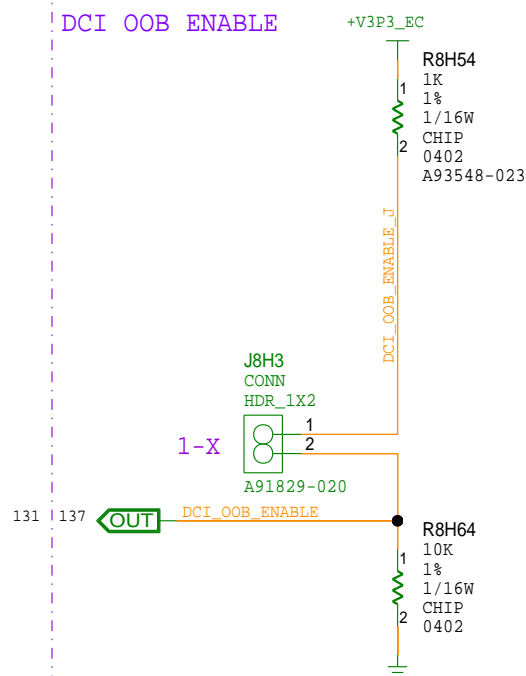 DCI OOB ENABLE
+V3P3_EC
R8H54
1K
1%
1/16W
CHIP
0402
A93548-023
1
2
DCI_OOB_ENABLE_J
J8H3
CONN
HDR_1X2
1
2
1-X
A91829-020
131 137 OUT DCI_OOB_ENABLE
R8H64
10K
1%
1/16W
CHIP
0402
1
2